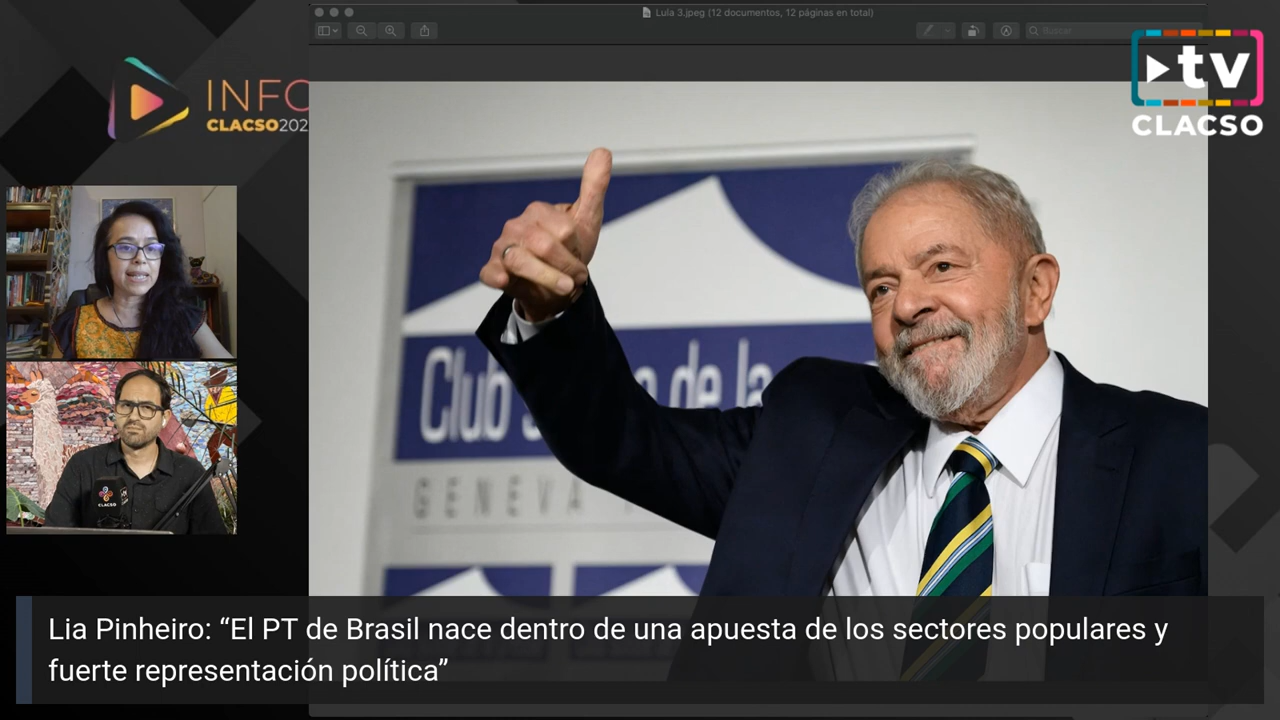 Lula 3.jpeg (12 documentos, 12 páginas en total)
Buscar
INFO
CLACSO202
tv
CLACSO
Club
de la
GENEVA
CLACSO
Lia Pinheiro: “El PT de Brasil nace dentro de una apuesta de los sectores populares y
fuerte representación política”